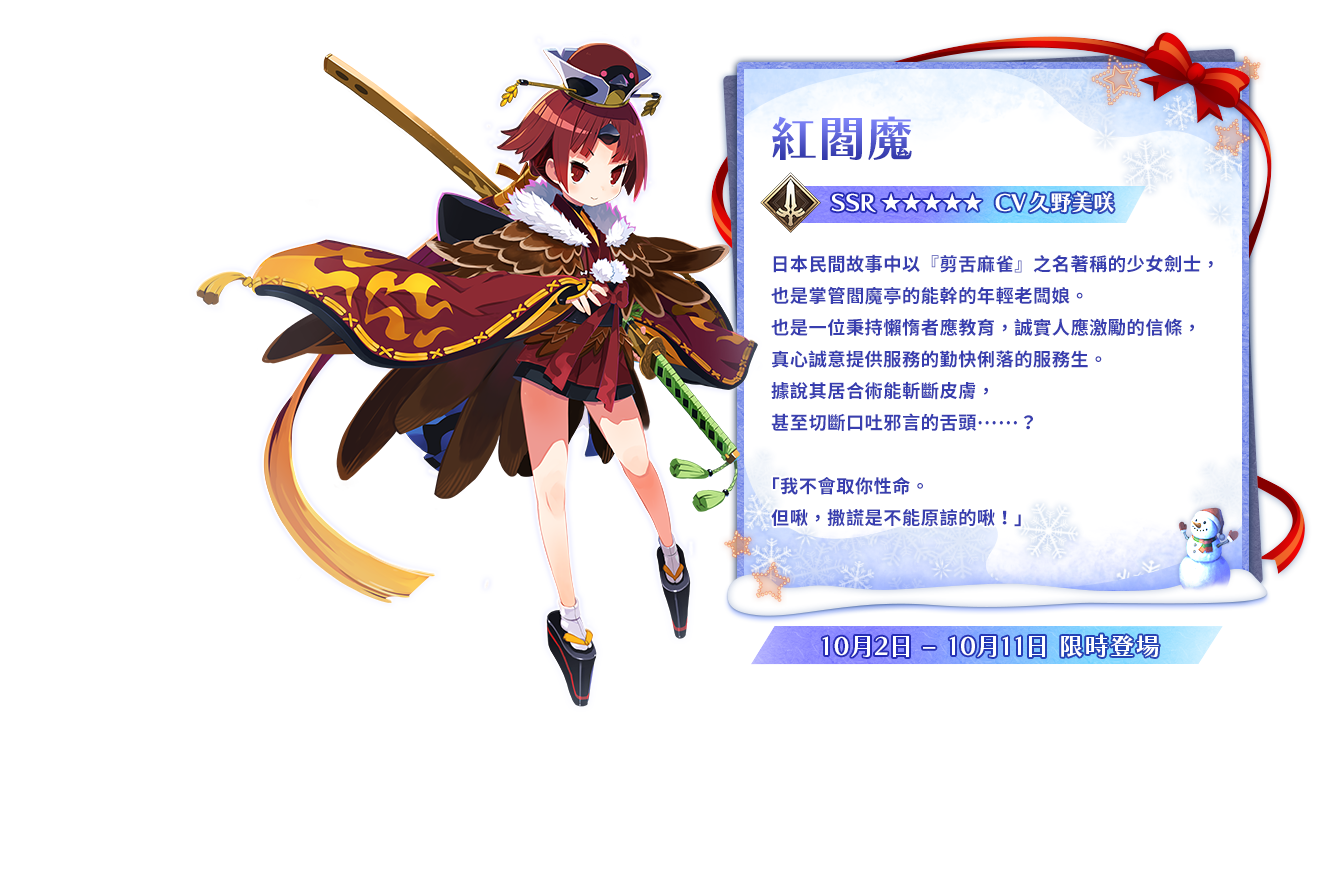 紅閻魔
SSR ★★★★★ CV久野美咲
日本民間故事中以『剪舌麻雀』之名著稱的少女劍士，
也是掌管閻魔亭的能幹的年輕老闆娘。
也是一位秉持懶惰者應教育，誠實人應激勵的信條，
真心誠意提供服務的勤快俐落的服務生。
據說其居合術能斬斷皮膚，
甚至切斷口吐邪言的舌頭⋯⋯？
「我不會取你性命。
但啾，撒謊是不能原諒的啾！」
10月2日 – 10月11日 限時登場